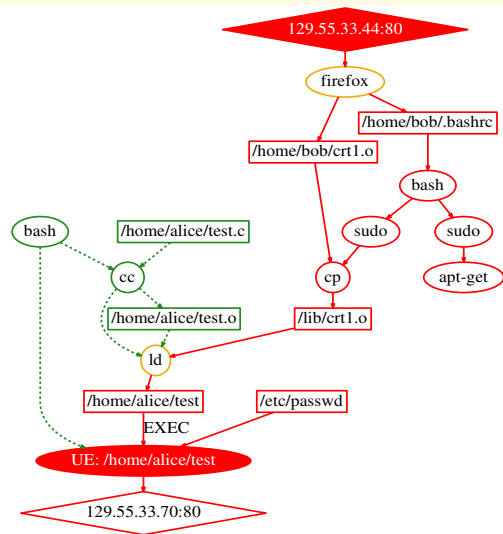 129.55.33.44:80
firefox
/home/bob/.bashrc
/home/bob/crt1.o
bash
bash
/home/alice/test.c
sudo
sudo
cc
cp
apt-get
/home/alice/test.o
/lib/crt1.o
ld
/home/alice/test
/etc/passwd
EXEC
UE: /home/alice/test
129.55.33.70:80